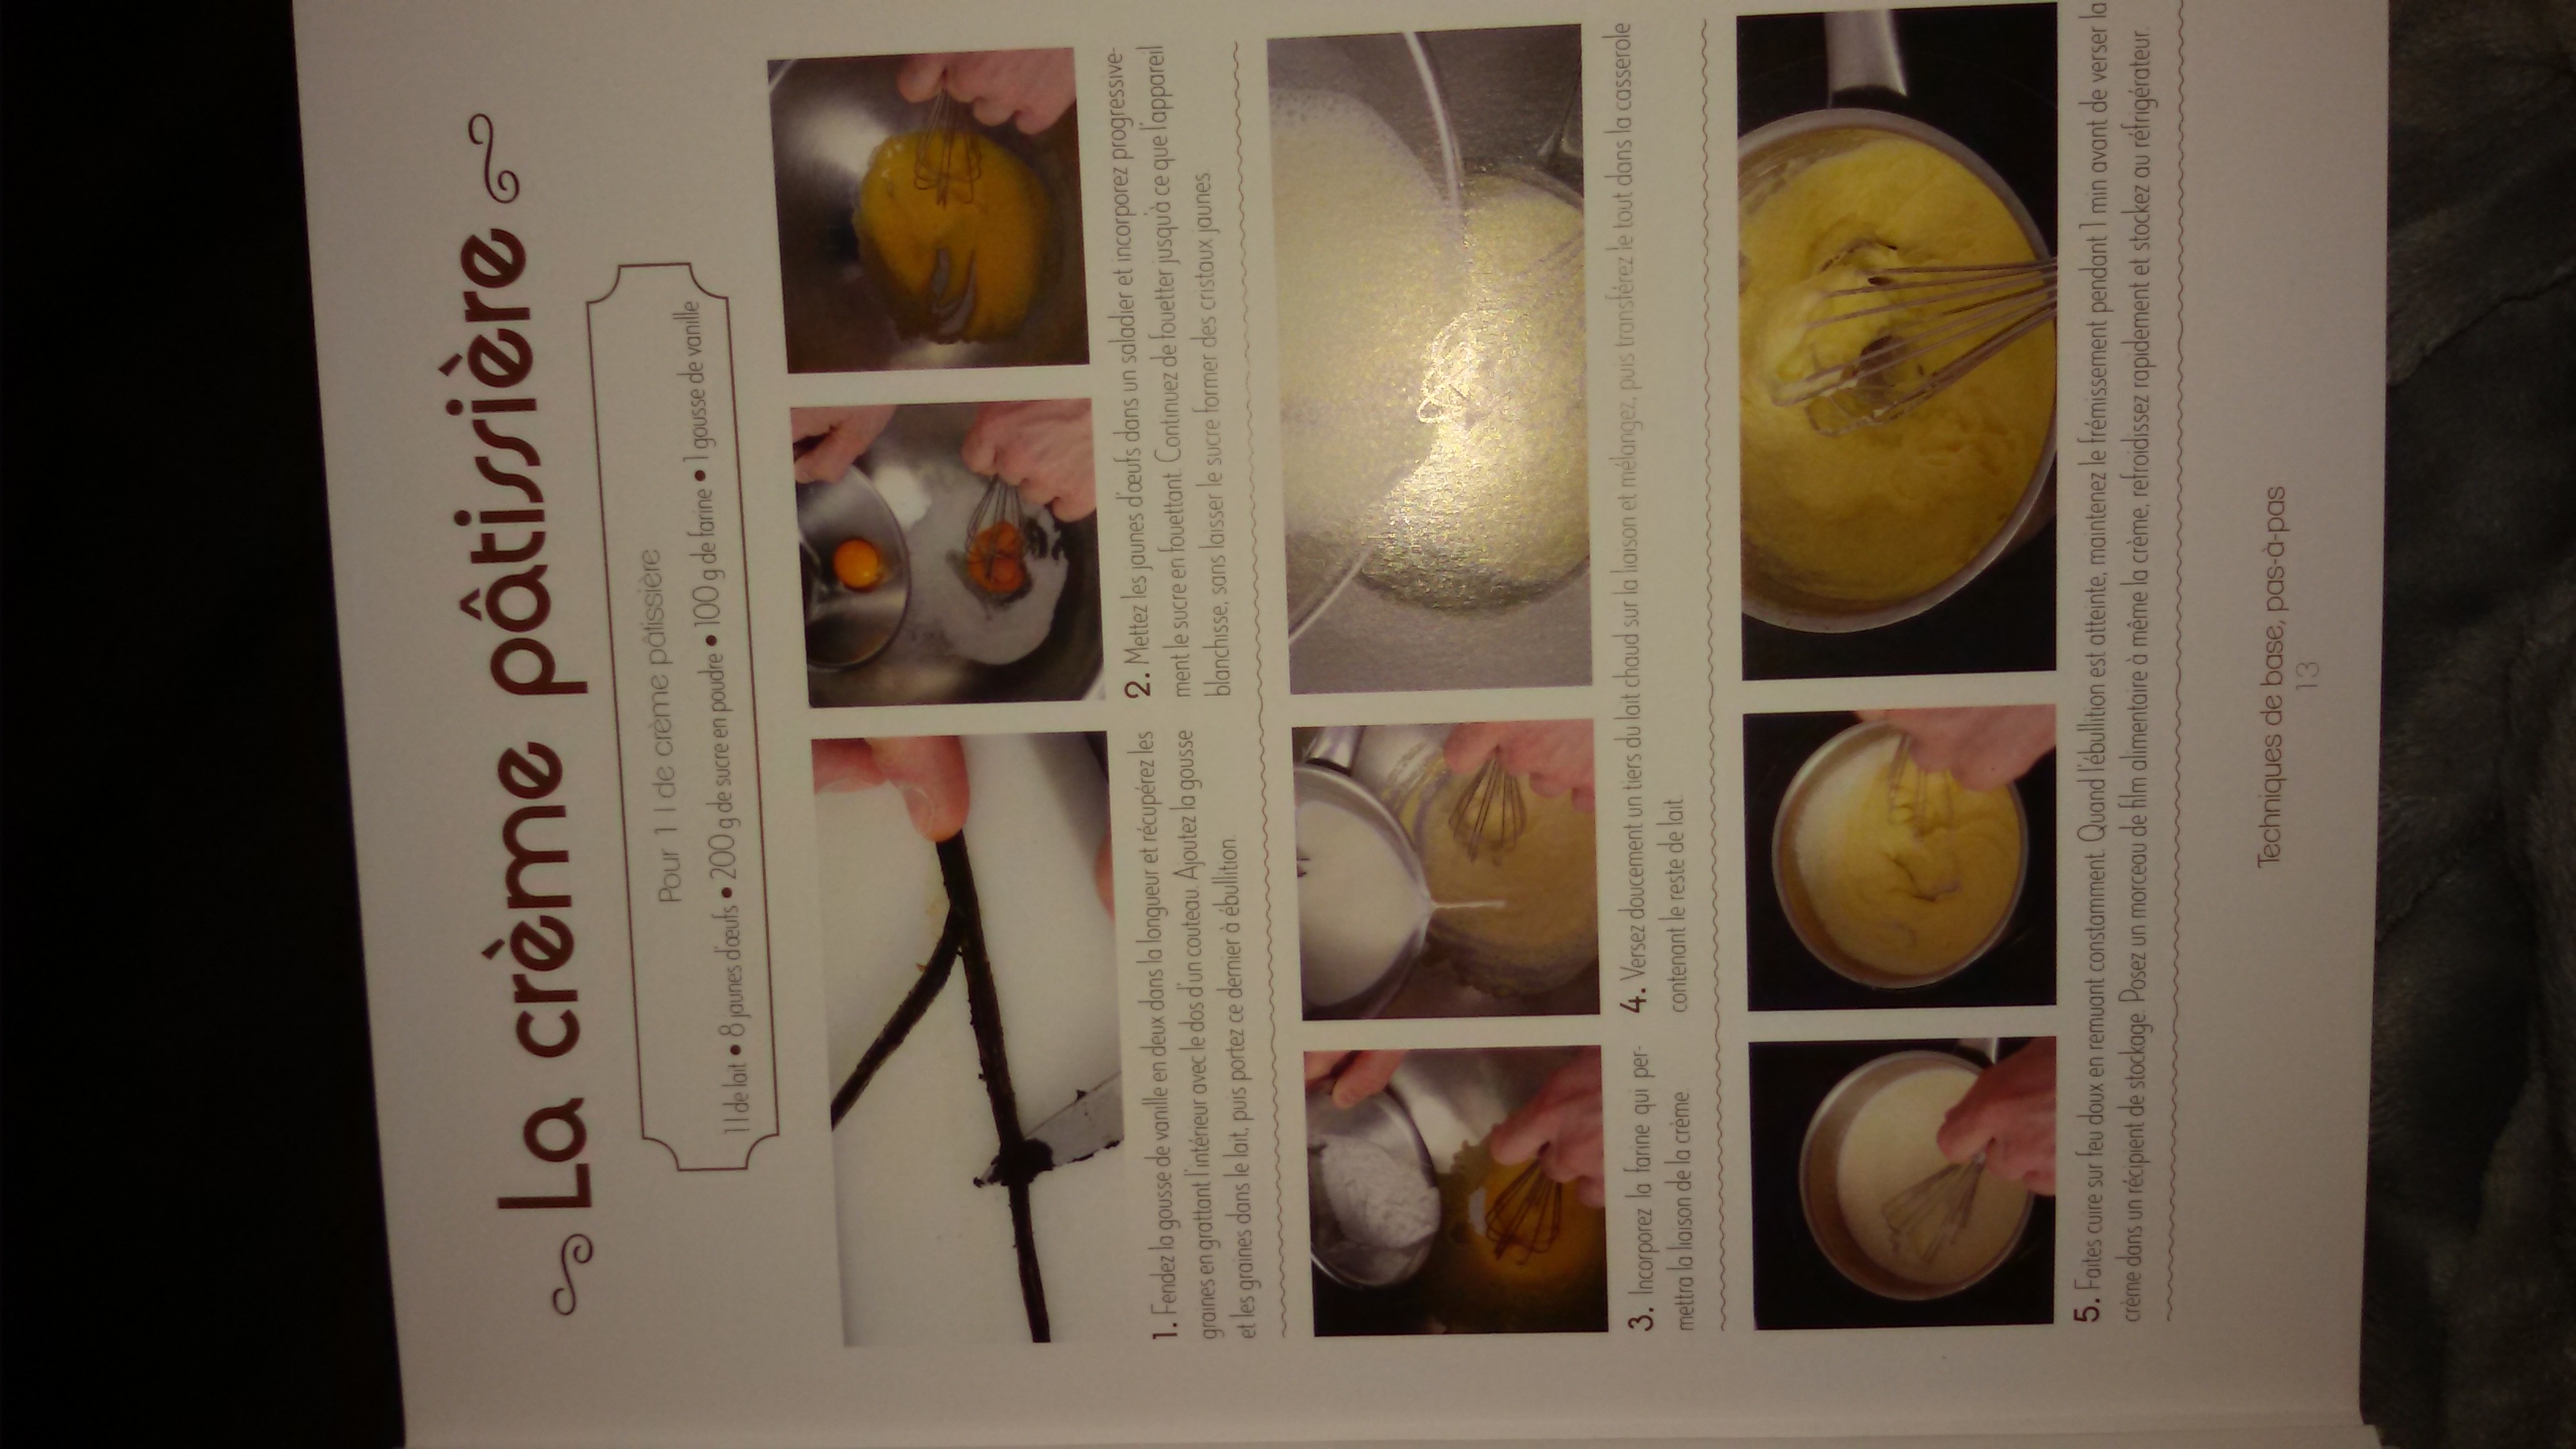 La crème pâtissière
Pour 1 l de crème pâtissière
1 l de lait • 8 jaunes d'œufs • 200 g de sucre en poudre • 100 g de farine • 1 gousse de vanille
1. Fendez la gousse de vanille en deux dans la longueur et récupérez les
graines en grattant l'intérieur avec le dos d'un couteau. Ajoutez la gousse
et les graines dans le lait, puis portez ce dernier à ébullition.
2. Mettez les jaunes d'œufs dans un saladier et incorporez progressive-
ment le sucre en fouettant. Continuez de fouetter jusqu'à ce que l'appareil
blanchisse, sans laisser le sucre former des cristaux jaunes.
3. Incorporez la farine qui per-
mettra la liaison de la crème.
4. Versez doucement un tiers du lait chaud sur la liaison et mélangez, puis transférez le tout dans la casserole
contenant le reste de lait.
5. Faites cuire sur feu doux en remuant constamment. Quand l'ébullition est atteinte, maintenez le frémissement pendant 1 min avant de verser la
crème dans un récipient de stockage. Posez un morceau de film alimentaire à même la crème, refroidissez rapidement et stockez au réfrigérateur.
Techniques de base, pas-à-pas
13